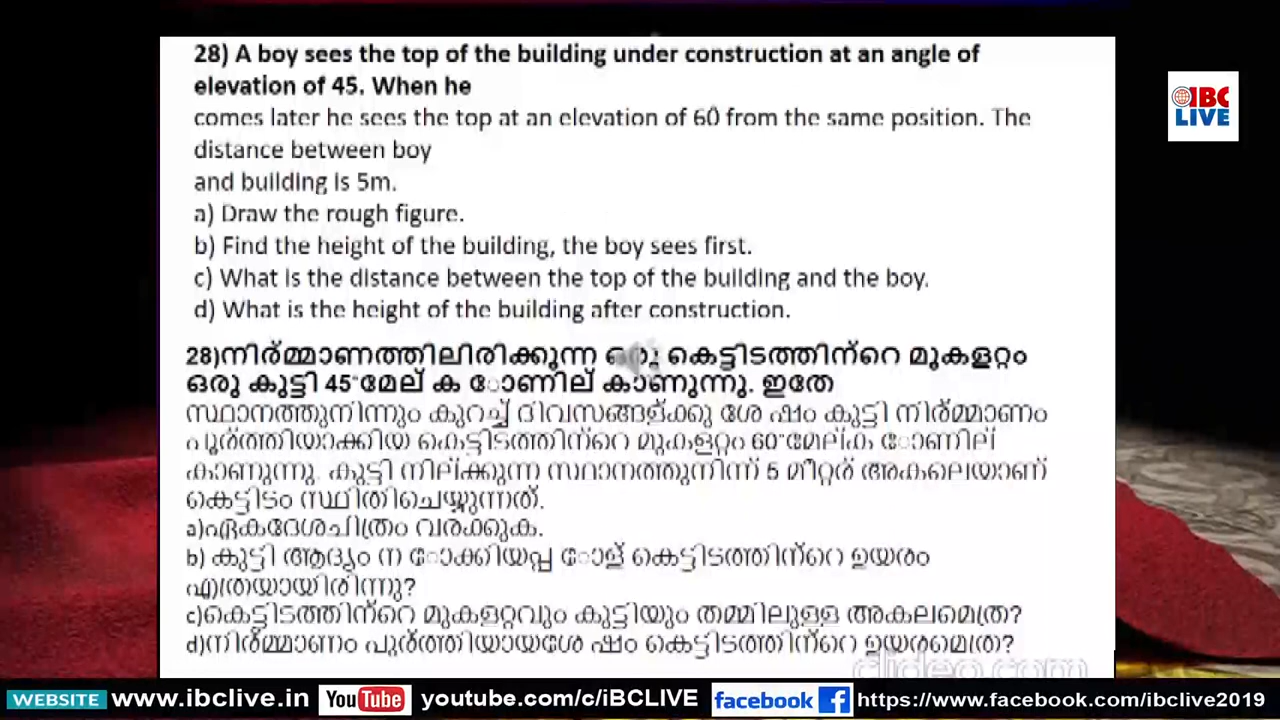 28) A boy sees the top of the building under construction at an angle of
elevation of 45. When he
comes later he sees the top at an elevation of 60 from the same position. The
distance between boy
and building is 5m.
a) Draw the rough figure.
b) Find the height of the building, the boy sees first.
c) What is the distance between the top of the building and the boy.
d) What is the height of the building after construction.
28)നിര്മ്മാണത്തിലിരിക്കുന്ന ഒരു കെട്ടിടത്തിന്റെ മുകളറ്റം
ഒരു കുട്ടി 45°മേല് ക ോണില് കാണുന്നു. ഇതേ
സ്ഥാനത്തുനിന്നും കുറച്ച് ദിവസങ്ങള്ക്കു ശേ ഷം കുട്ടി നിര്മ്മാണം
പൂര്ത്തിയാക്കിയ കെട്ടിടത്തിന്റെ മുകളറ്റം 60°മേല്ക ോണില്
കാണുന്നു. കുട്ടി നില്ക്കുന്ന സ്ഥാനത്തുനിന്ന് 5 മീറ്റര് അകലെയാണ്
കെട്ടിടം സ്ഥിതിചെയ്യുന്നത്.
a)ഏകദേശചിത്രം വരക്കുക.
b) കുട്ടി ആദ്യം ന ോക്കിയപ്പ ോള് കെട്ടിടത്തിന്റെ ഉയരം
എത്രയായിരിന്നു?
c)കെട്ടിടത്തിന്റെ മുകളറ്റവും കുട്ടിയും തമ്മിലുള്ള അകലമെത്ര?
d)നിര്മ്മാണം പൂര്ത്തിയായശേ ഷം കെട്ടിടത്തിന്റെ ഉയരമെത്ര?
clideo.com
IBC
LIVE
WEBSITE www.ibclive.in YouTube youtube.com/c/iBCLIVE facebook f https://www.facebook.com/ibclive2019